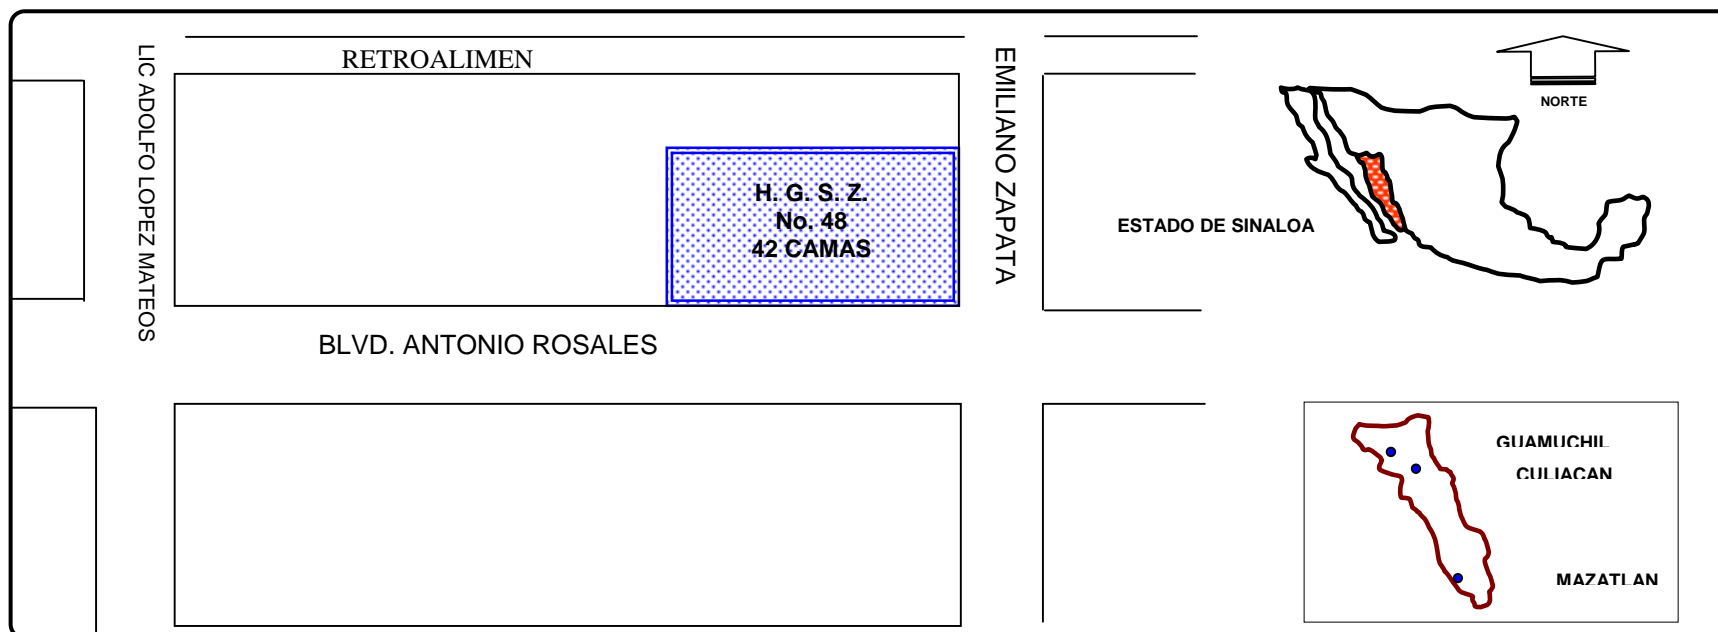 LIC ADOLFO LOPEZ MATEOS
RETROALIMEN
EMILIANO ZAPATA
NORTE
H. G. S. Z.
No. 48
42 CAMAS
ESTADO DE SINALOA
BLVD. ANTONIO ROSALES
GUAMUCHIL
CULIACAN
MAZATLAN